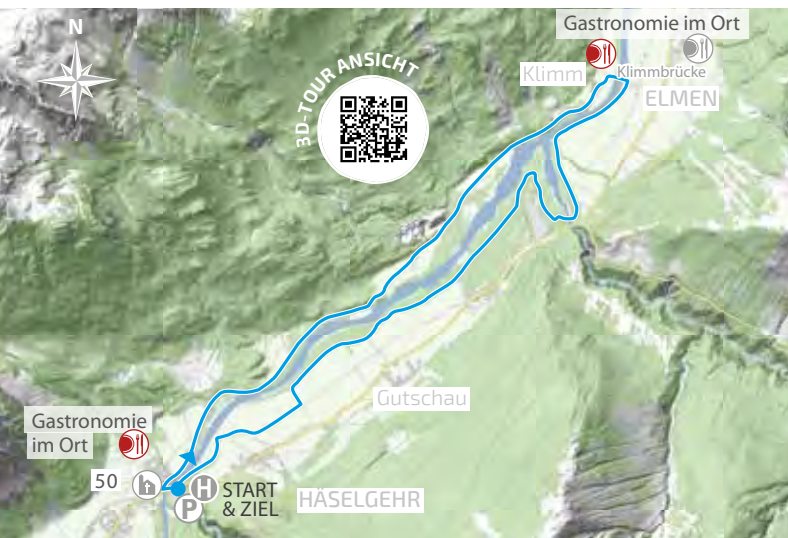 N
3D-TOUR ANSICHT
Gastronomie im Ort
Klimm
Klimmbrücke
ELMEN
Gutschau
Gastronomie
im Ort
50
H
P
START
& ZIEL
HÄSELGEHR